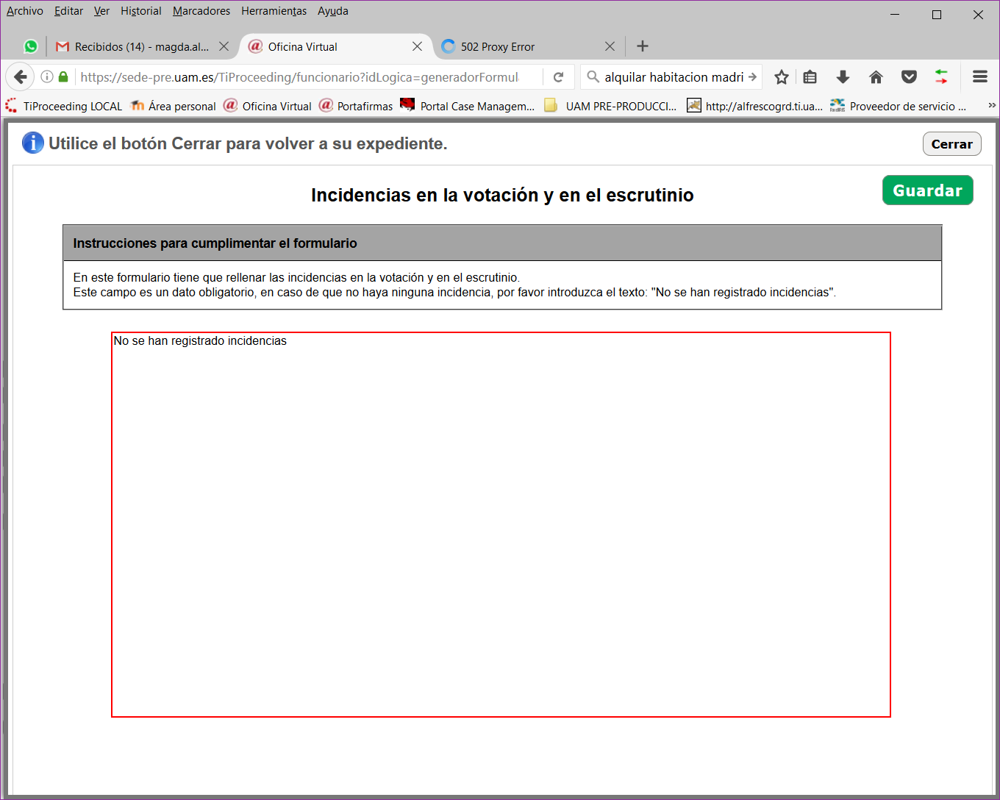 Archivo Editar Ver Historial Marcadores Herramientas Ayuda
Recibidos (14) - magda.al... Oficina Virtual 502 Proxy Error
https://sede-pre.uam.es/TiProceeding/funcionario?idLogica=generadorFormul alquilar habitacion madri
TiProceeding LOCAL Área personal Oficina Virtual Portafirmas Portal Case Managem... UAM PRE-PRODUCCI... http://alfrescogrd.ti.ua... Proveedor de servicio ...
Utilice el botón Cerrar para volver a su expediente. Cerrar
Guardar
Incidencias en la votación y en el escrutinio
Instrucciones para cumplimentar el formulario
En este formulario tiene que rellenar las incidencias en la votación y en el escrutinio.
Este campo es un dato obligatorio, en caso de que no haya ninguna incidencia, por favor introduzca el texto: "No se han registrado incidencias".
No se han registrado incidencias